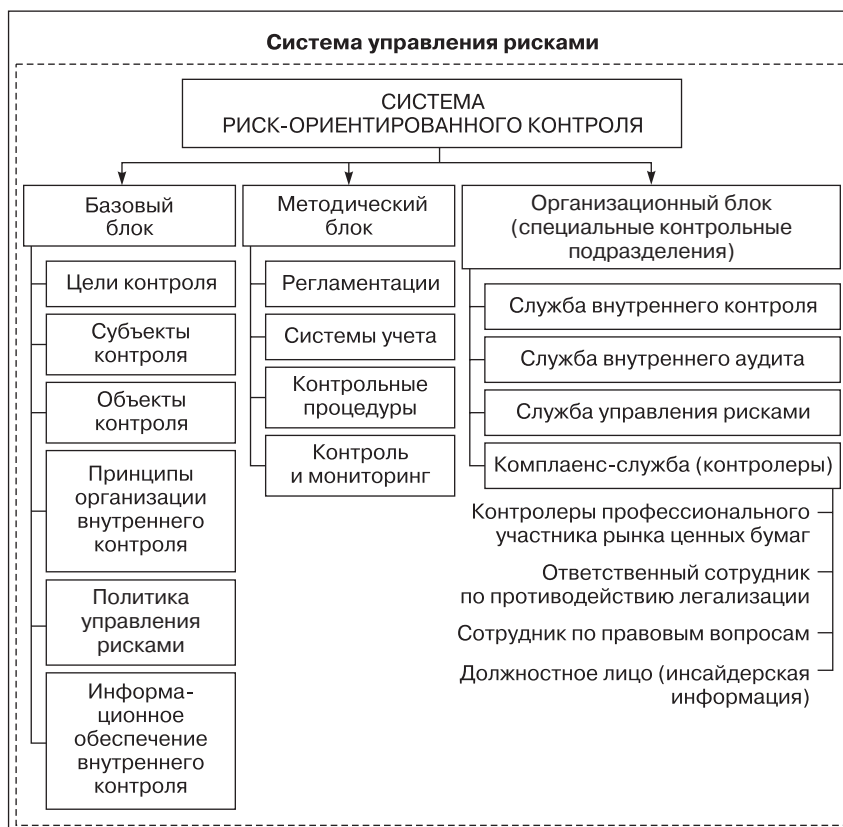 Система управления рисками
СИСТЕМА
РИСК-ОРИЕНТИРОВАННОГО КОНТРОЛЯ
Базовый
блок
Цели контроля
Субъекты
контроля
Объекты
контроля
Принципы
организации
внутреннего
контроля
Политика
управления
рисками
Информа-
ционное
обеспечение
внутреннего
контроля
Методический
блок
Регламентации
Системы учета
Контрольные
процедуры
Контроль
и мониторинг
Организационный блок
(специальные контрольные
подразделения)
Служба внутреннего контроля
Служба внутреннего аудита
Служба управления рисками
Комплаенс-служба (контролеры)
Контролеры профессионального
участника рынка ценных бумаг
Ответственный сотрудник
по противодействию легализации
Сотрудник по правовым вопросам
Должностное лицо (инсайдерская
информация)